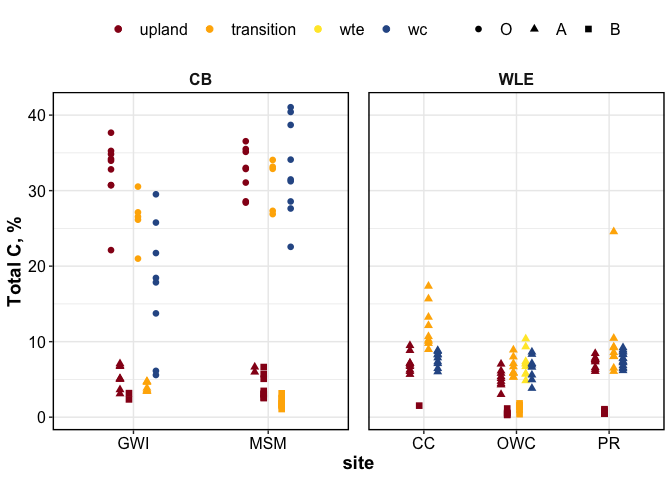 upland transition wte wc O A B
CB WLE
Total C, %
40
30
20
10
0
GWI MSM CC OWC PR
site